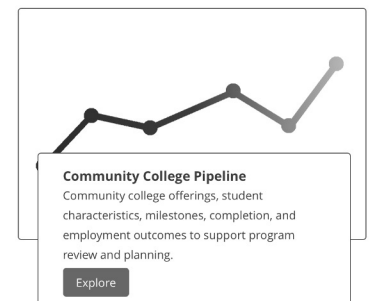 Community College Pipeline
Community college offerings, student
characteristics, milestones, completion, and
employment outcomes to support program
review and planning.
Explore